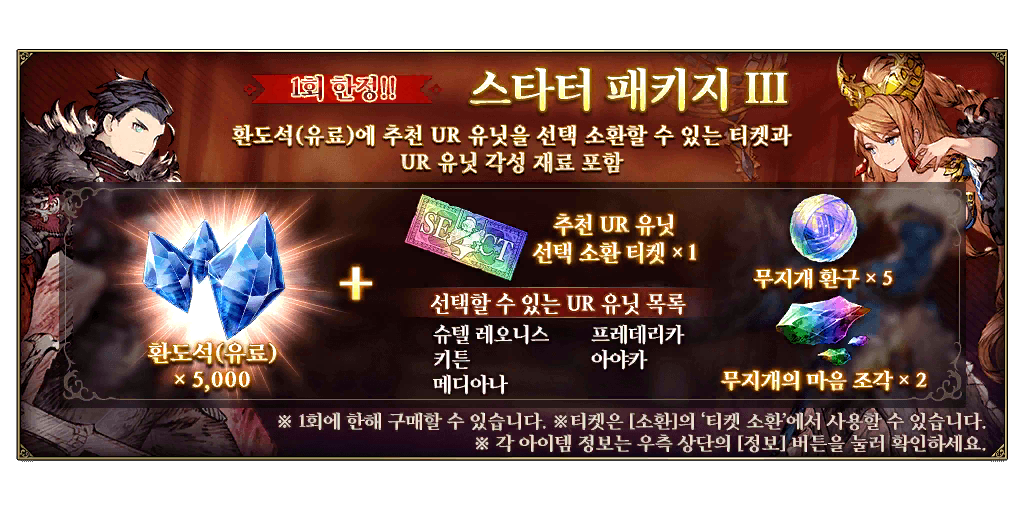 1회 한정!!
스타터 패키지 III
환도석(유료)에 추천 UR 유닛을 선택 소환할 수 있는 티켓과
UR 유닛 각성 재료 포함
환도석(유료)
× 5,000
+
SELECT
추천 UR 유닛
선택 소환 티켓 × 1
선택할 수 있는 UR 유닛 목록
슈텔 레오니스
프레데리카
키튼
아야카
메디아나
무지개 환구 × 5
무지개의 마음 조각 × 2
※ 1회에 한해 구매할 수 있습니다. ※티켓은 [소환]의 ‘티켓 소환’에서 사용할 수 있습니다.
※ 각 아이템 정보는 우측 상단의 [정보] 버튼을 눌러 확인하세요.